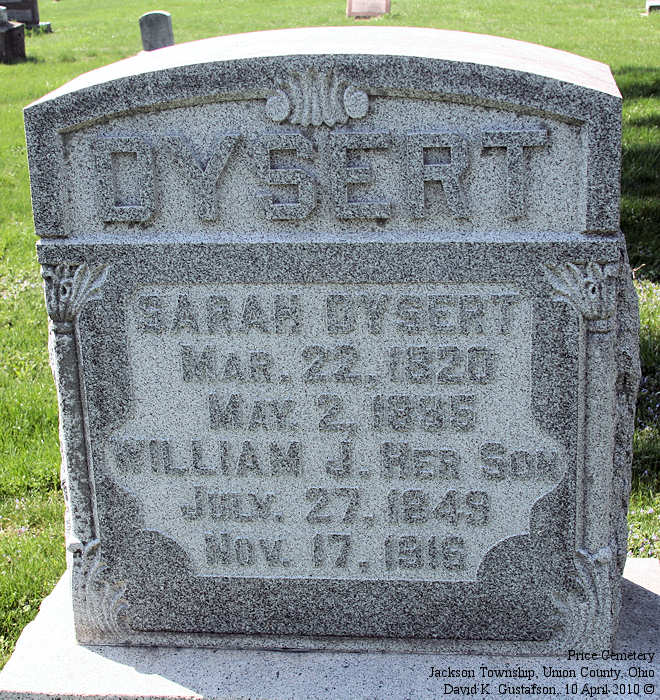 DYSERT
SARAH DYSERT
MAR. 22, 1820
MAY. 2, 1885
WILLIAM J. HER SON
JULY. 27, 1849
NOV. 17, 1916
Price Cemetery
Jackson Township, Union County, Ohio
David K. Gustafson, 10 April 2010 ©